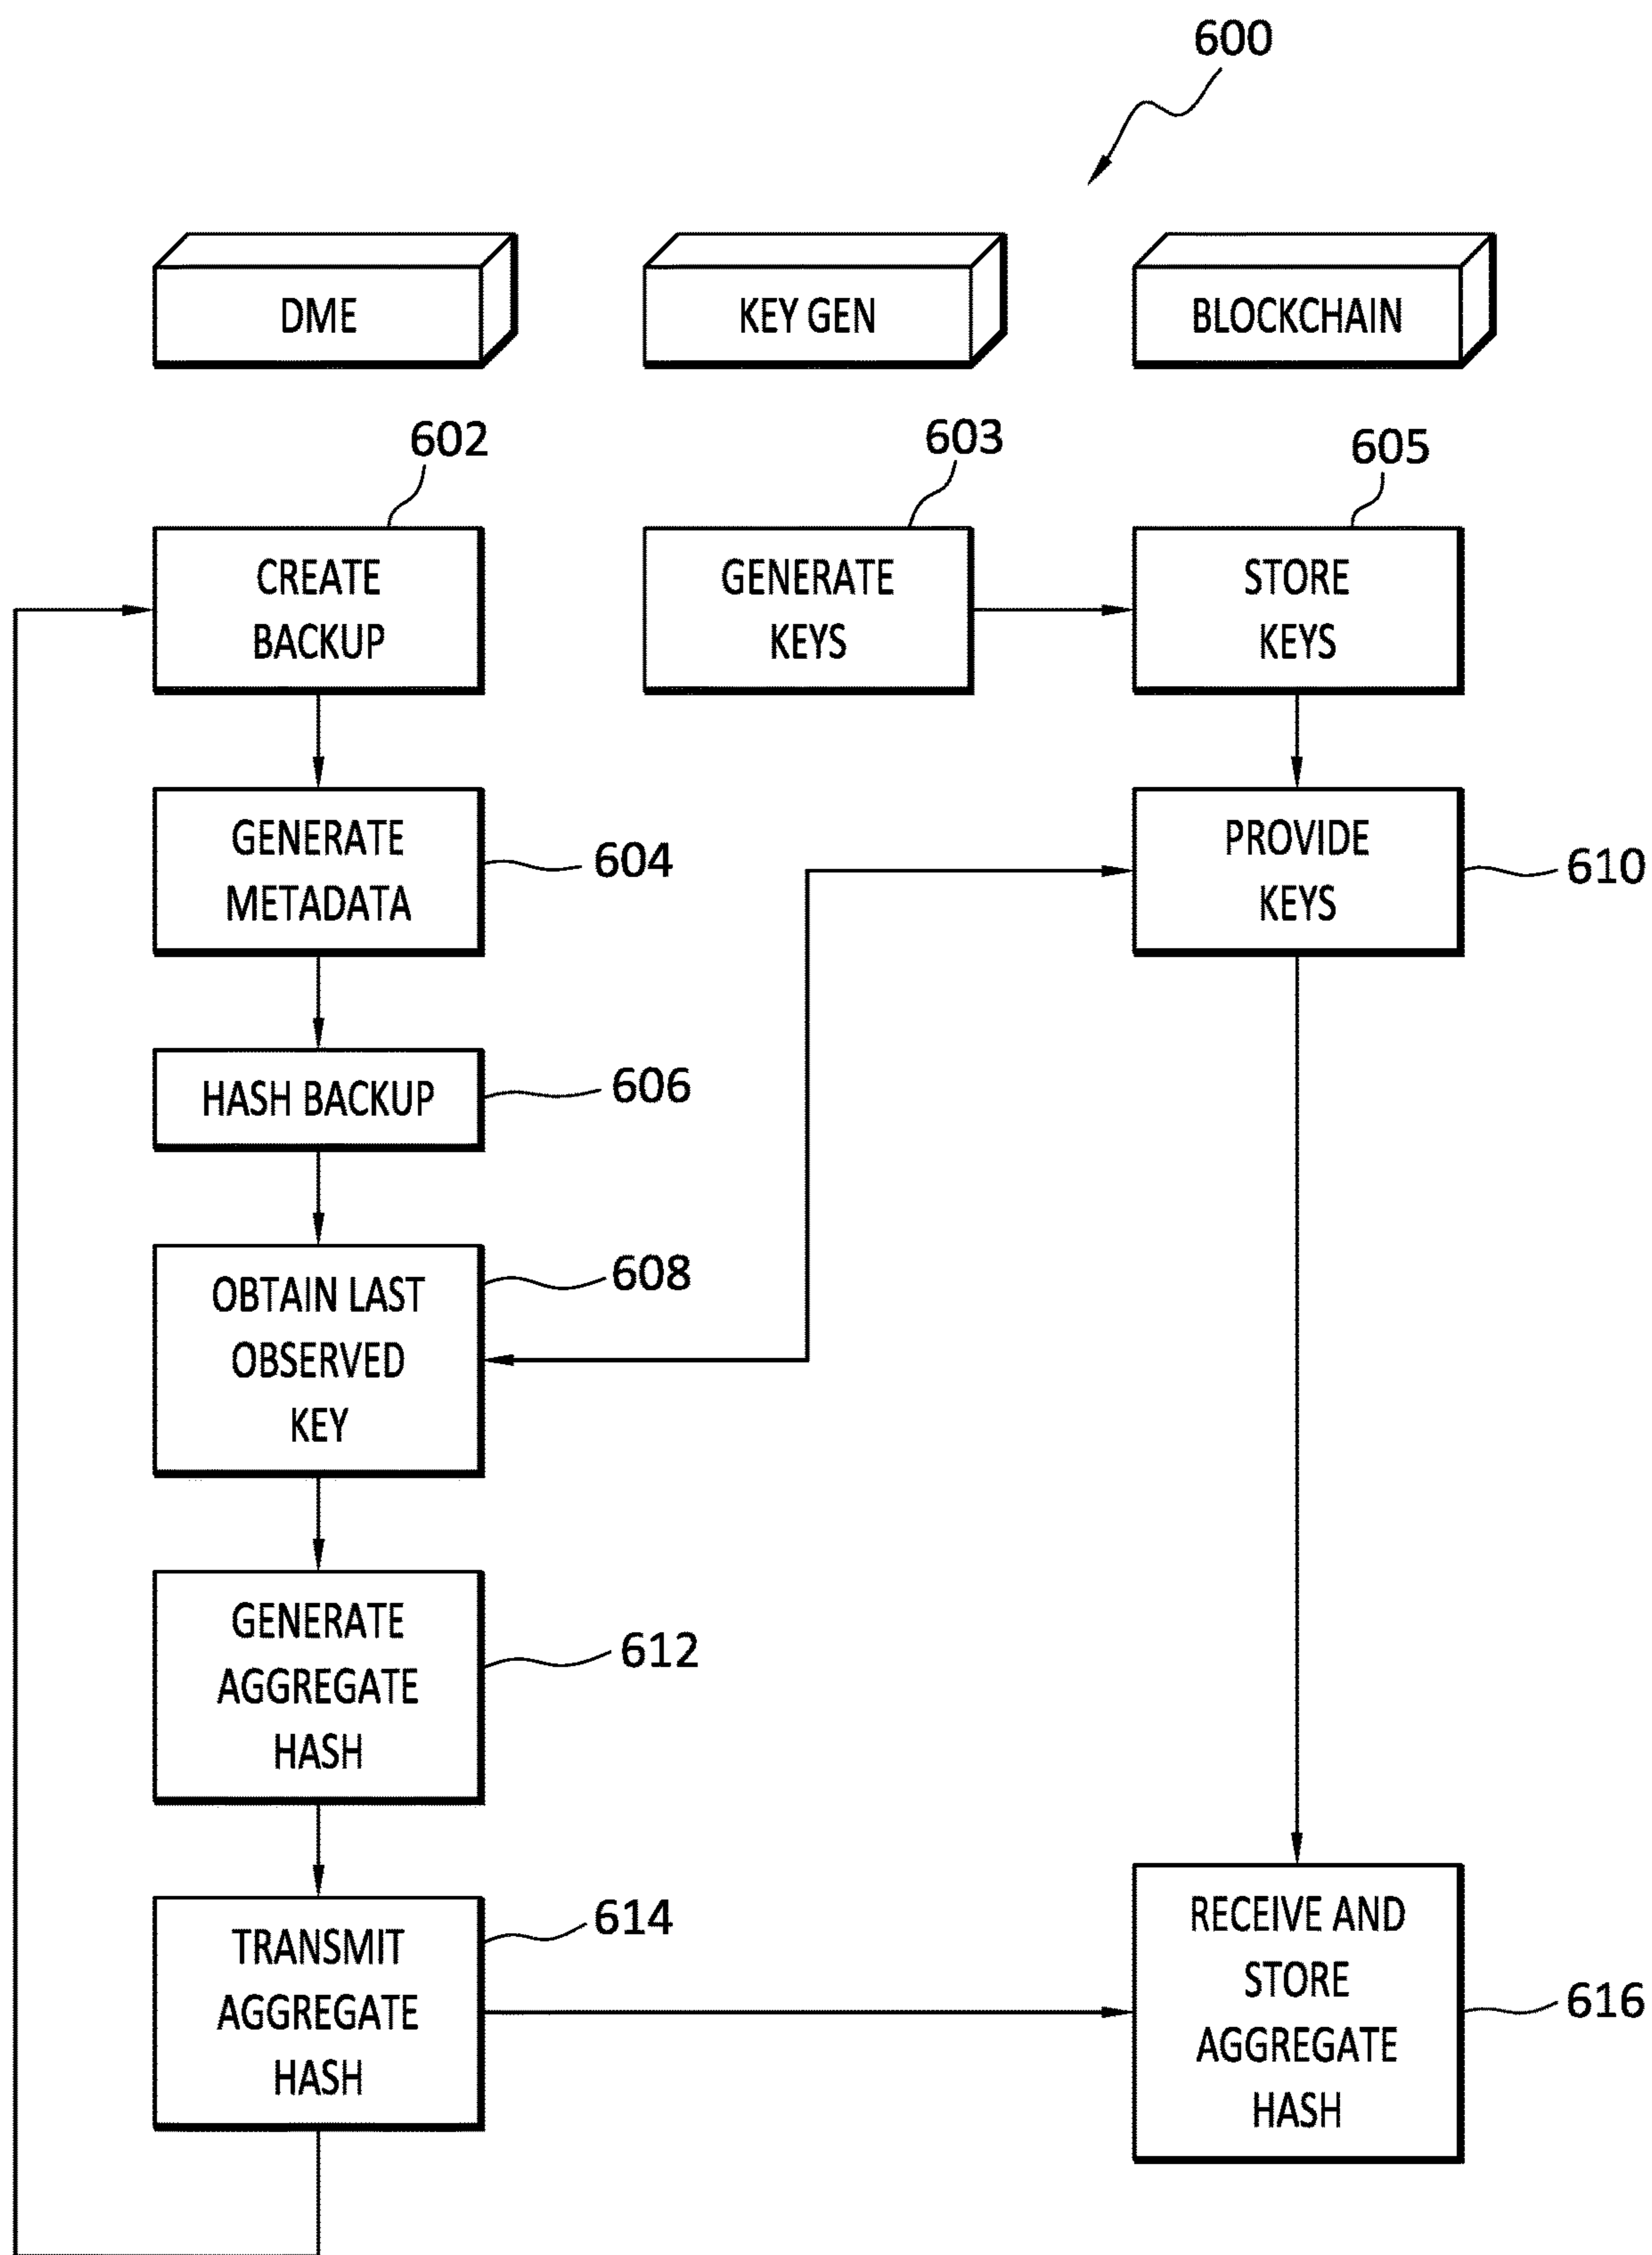 600
DME
KEY GEN
BLOCKCHAIN
602
603
605
CREATE
BACKUP
GENERATE
KEYS
STORE
KEYS
GENERATE
METADATA
604
PROVIDE
KEYS
610
HASH BACKUP
606
OBTAIN LAST
OBSERVED
KEY
608
GENERATE
AGGREGATE
HASH
612
TRANSMIT
AGGREGATE
HASH
614
RECEIVE AND
STORE
AGGREGATE
HASH
616